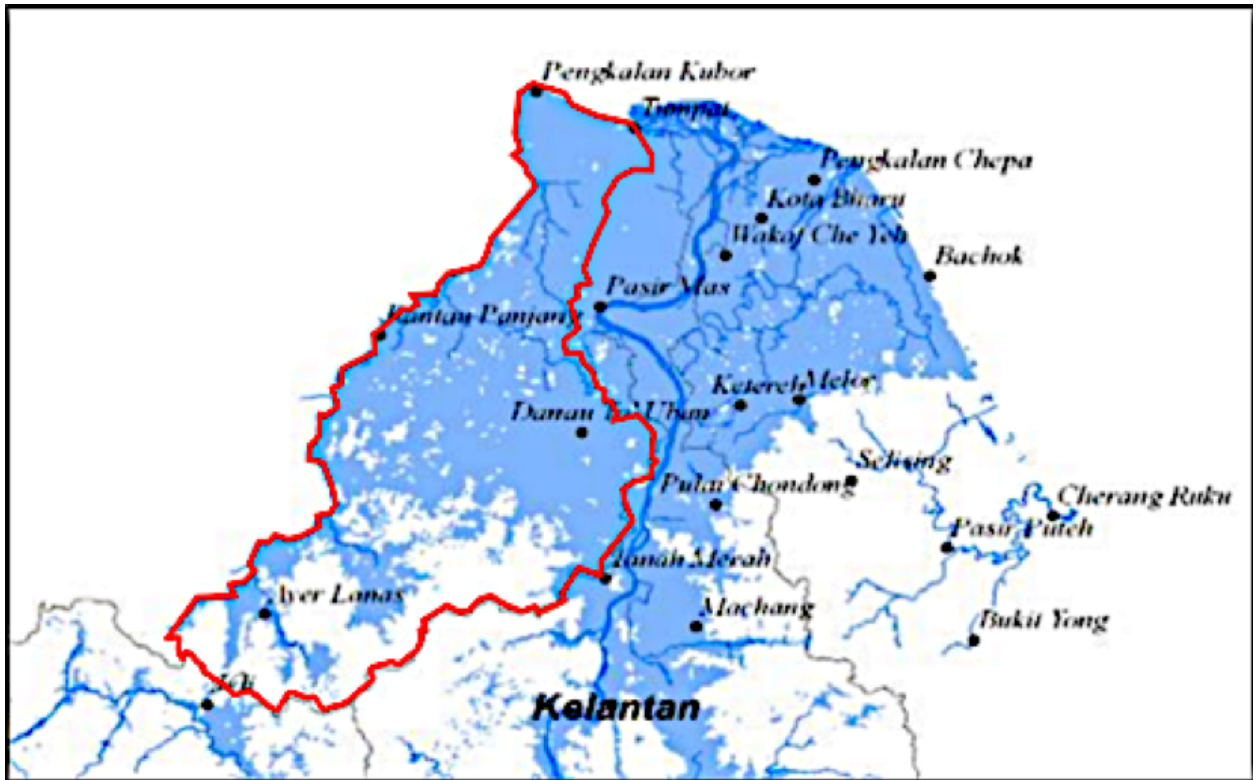 Pengkalan Kubor
Tumpat
Pengkalan Chepa
Kota Bharu
Wakaf Che Yeh
Bachok
Pasir Mas
Rantau Panjang
Ketereh
Melor
Danau To' Uban
Selising
Pulai Chondong
Cherang Ruku
Pasir Puteh
Tanah Merah
Ayer Lanas
Machang
Bukit Yong
Jeli
Kelantan